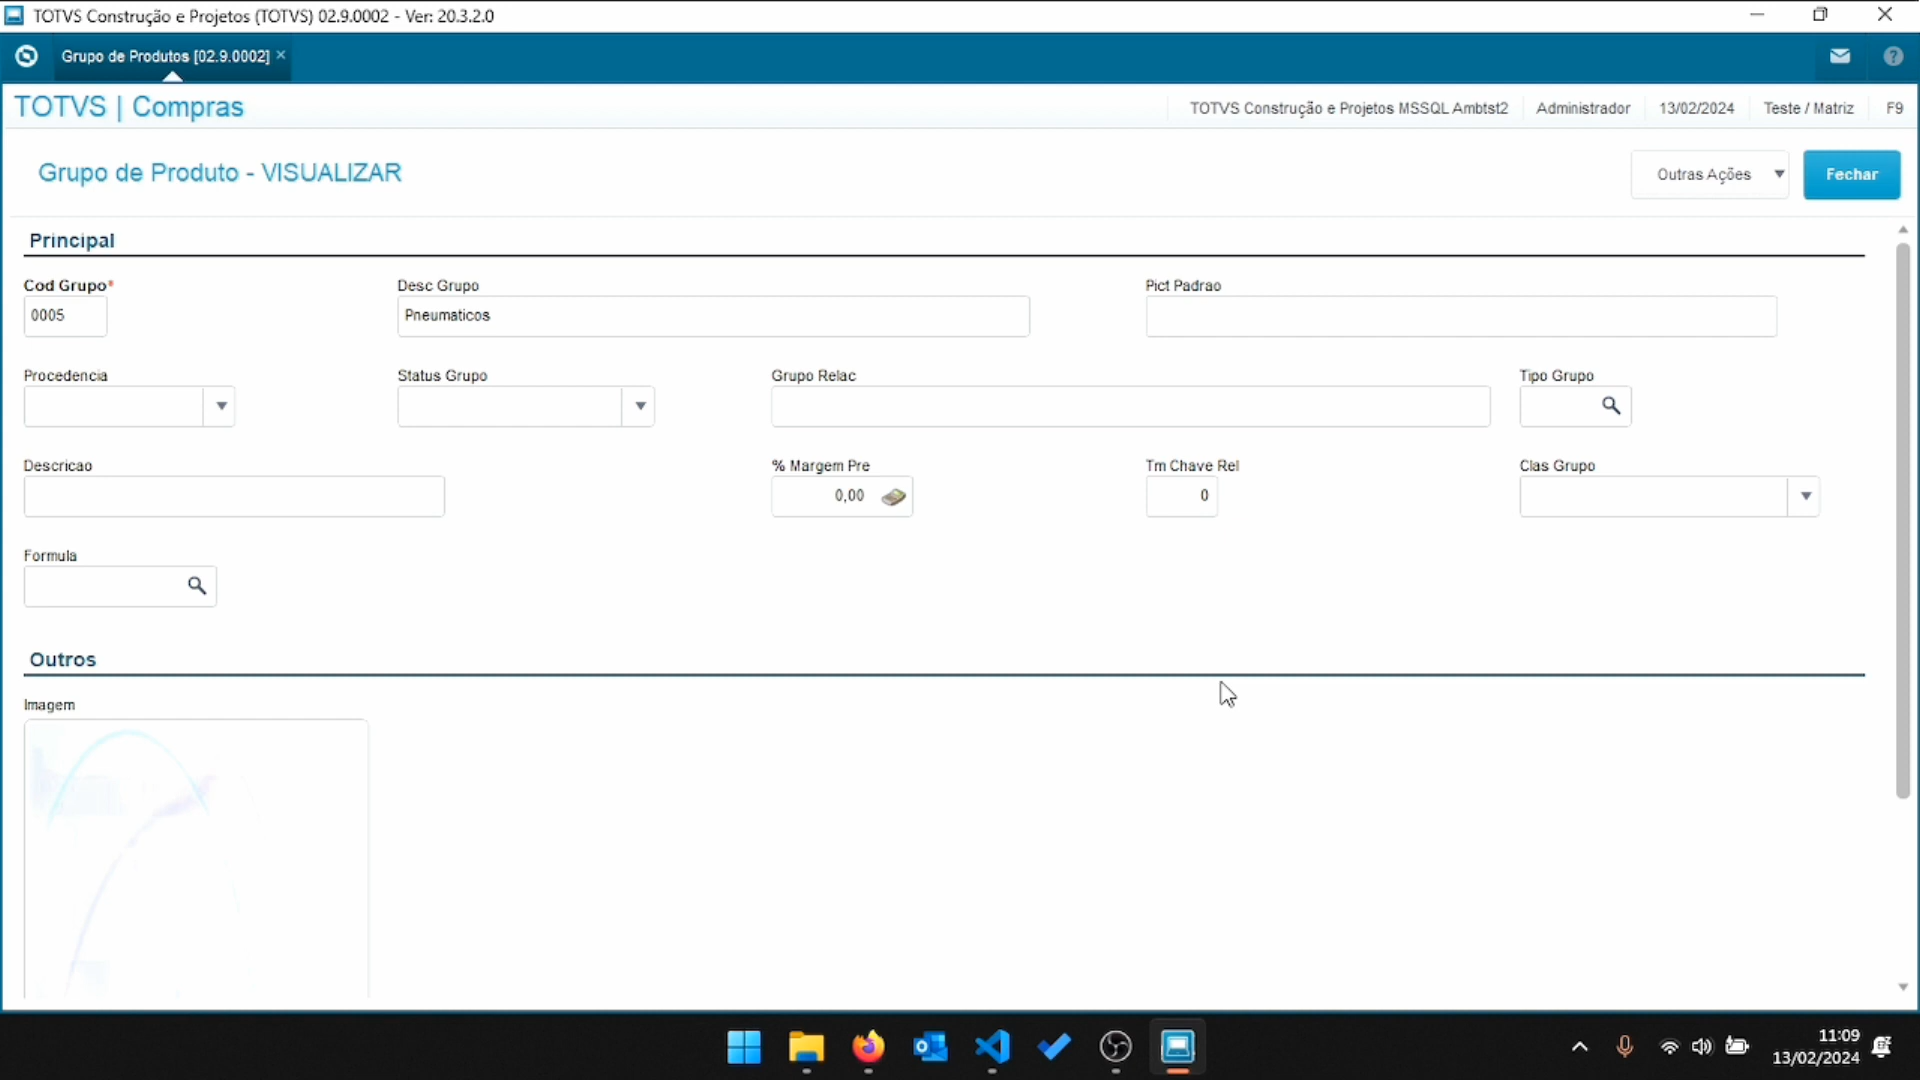 TOTVS Construção e Projetos (TOTVS) 02.9.0002 - Ver: 20.3.2.0
Grupo de Produtos [02.9.0002]
TOTVS | Compras
TOTVS Construção e Projetos MSSQL Ambtst2
Administrador
13/02/2024
Teste / Matriz
F9
Grupo de Produto - VISUALIZAR
Outras Ações
Fechar
Principal
Cod Grupo*
Desc Grupo
Pict Padrao
0005
Pneumaticos
Procedencia
Status Grupo
Grupo Relac
Tipo Grupo
Descricao
% Margem Pre
Tm Chave Rel
Clas Grupo
0,00
0
Formula
Outros
Imagem
11:09
13/02/2024